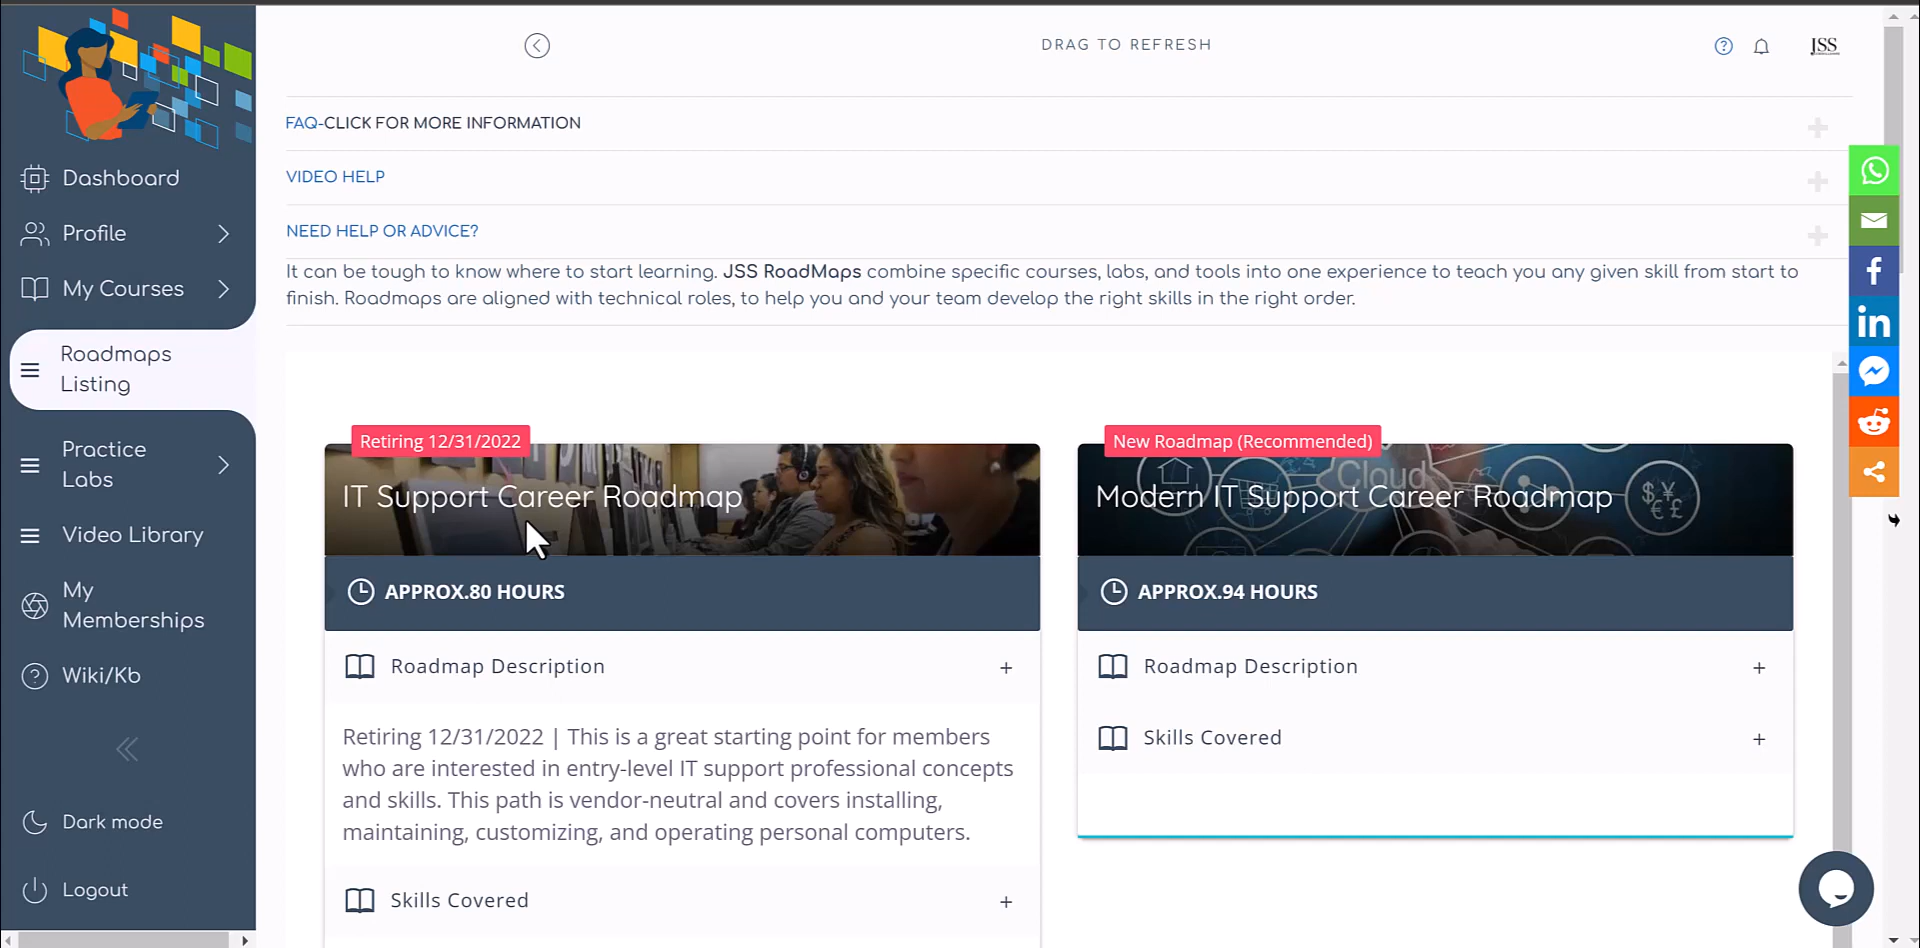 DRAG TO REFRESH
JSS
Dashboard
Profile
My Courses
Roadmaps
Listing
Practice
Labs
Video Library
My
Memberships
Wiki/Kb
Dark mode
Logout
FAQ-CLICK FOR MORE INFORMATION
VIDEO HELP
NEED HELP OR ADVICE?
It can be tough to know where to start learning. JSS RoadMaps combine specific courses, labs, and tools into one experience to teach you any given skill from start to
finish. Roadmaps are aligned with technical roles, to help you and your team develop the right skills in the right order.
Retiring 12/31/2022
IT Support Career Roadmap
APPROX.80 HOURS
Roadmap Description
Retiring 12/31/2022 | This is a great starting point for members
who are interested in entry-level IT support professional concepts
and skills. This path is vendor-neutral and covers installing,
maintaining, customizing, and operating personal computers.
Skills Covered
New Roadmap (Recommended)
Cloud
Modern IT Support Career Roadmap
APPROX.94 HOURS
Roadmap Description
Skills Covered